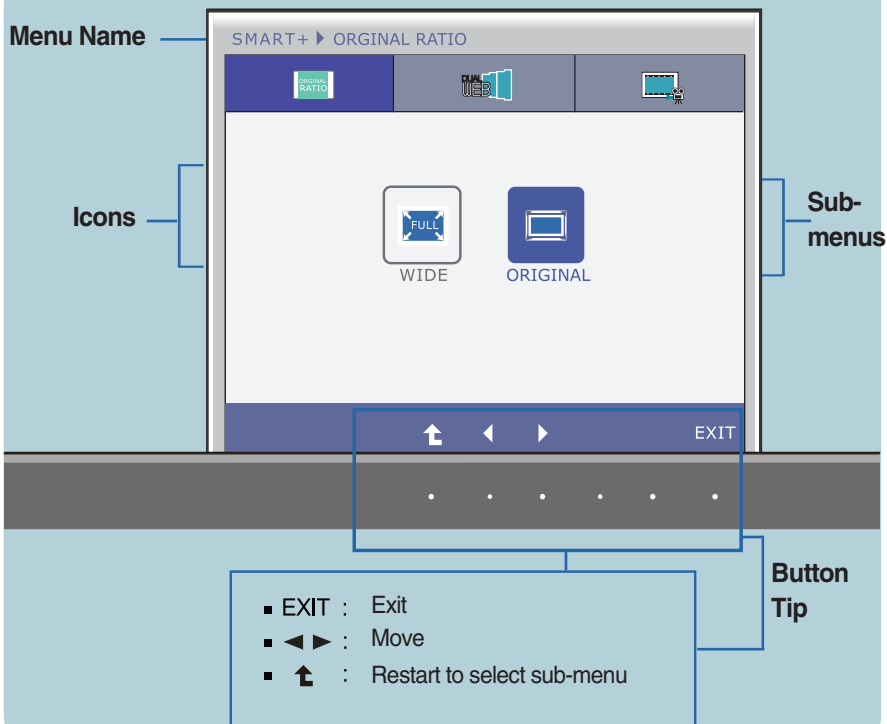 Menu Name
SMART+ ORGINAL RATIO
ORGINAL
RATIO
DUAL
WEB
Icons
Sub-
menus
FULL
WIDE
ORIGINAL
EXIT
Button
Tip
EXIT : Exit
◄ ► : Move
: Restart to select sub-menu